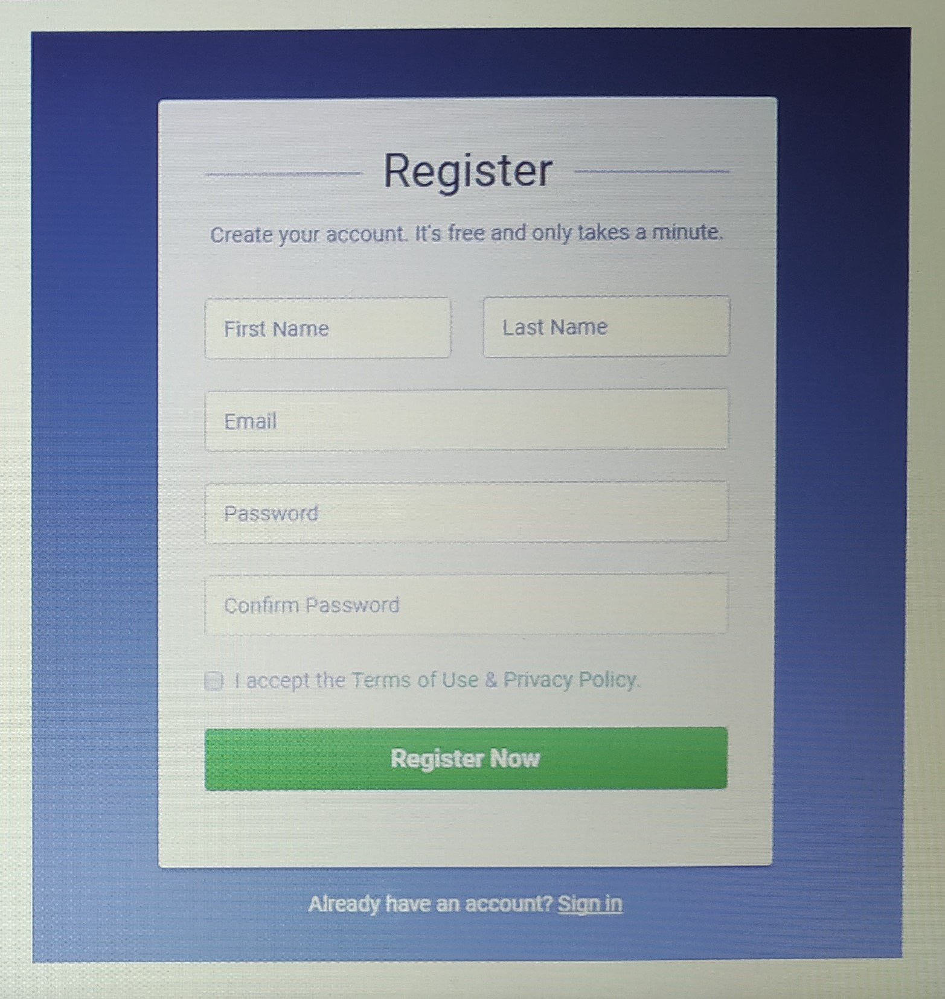 Register
Create your account. It's free and only takes a minute.
First Name
Last Name
Email
Password
Confirm Password
I accept the Terms of Use & Privacy Policy.
Register Now
Already have an account? Sign in